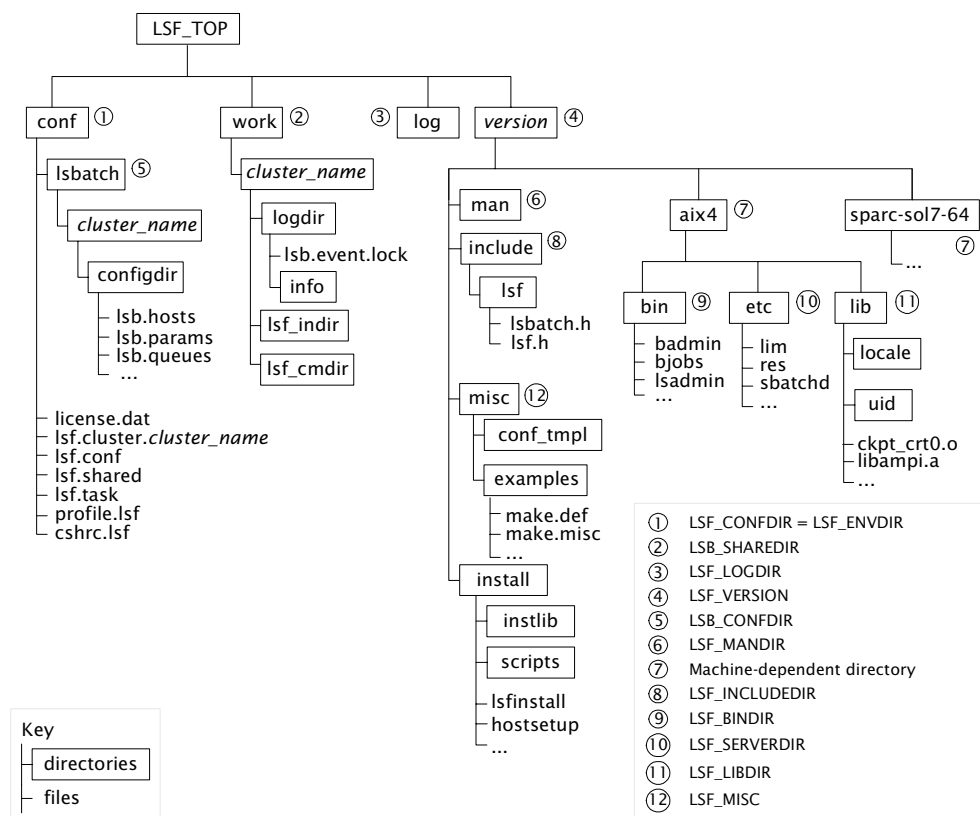 LSF_TOP
conf ①
work ②
③ log
version ④
lsbatch ⑤
cluster_name
configdir
lsb.hosts
lsb.params
lsb.queues
...
license.dat
lsf.cluster.cluster_name
lsf.conf
lsf.shared
lsf.task
profile.lsf
cshrc.lsf
cluster_name
logdir
lsb.event.lock
info
lsf_indir
lsf_cmdir
man ⑥
include ⑧
lsf
lsbatch.h
lsf.h
misc ⑫
conf_tmpl
examples
make.def
make.misc
...
install
instlib
scripts
lsfinstall
hostsetup
...
aix4 ⑦
bin ⑨
badmin
bjobs
lsadmin
...
etc ⑩
lim
res
sbatchd
...
lib ⑪
locale
uid
ckpt_crt0.o
libampi.a
...
sparc-sol7-64
⑦
...
Key
directories
files
① LSF_CONFDIR = LSF_ENVDIR
② LSB_SHAREDIR
③ LSF_LOGDIR
④ LSF_VERSION
⑤ LSB_CONFDIR
⑥ LSF_MANDIR
⑦ Machine-dependent directory
⑧ LSF_INCLUDEDIR
⑨ LSF_BINDIR
⑩ LSF_SERVERDIR
⑪ LSF_LIBDIR
⑫ LSF_MISC